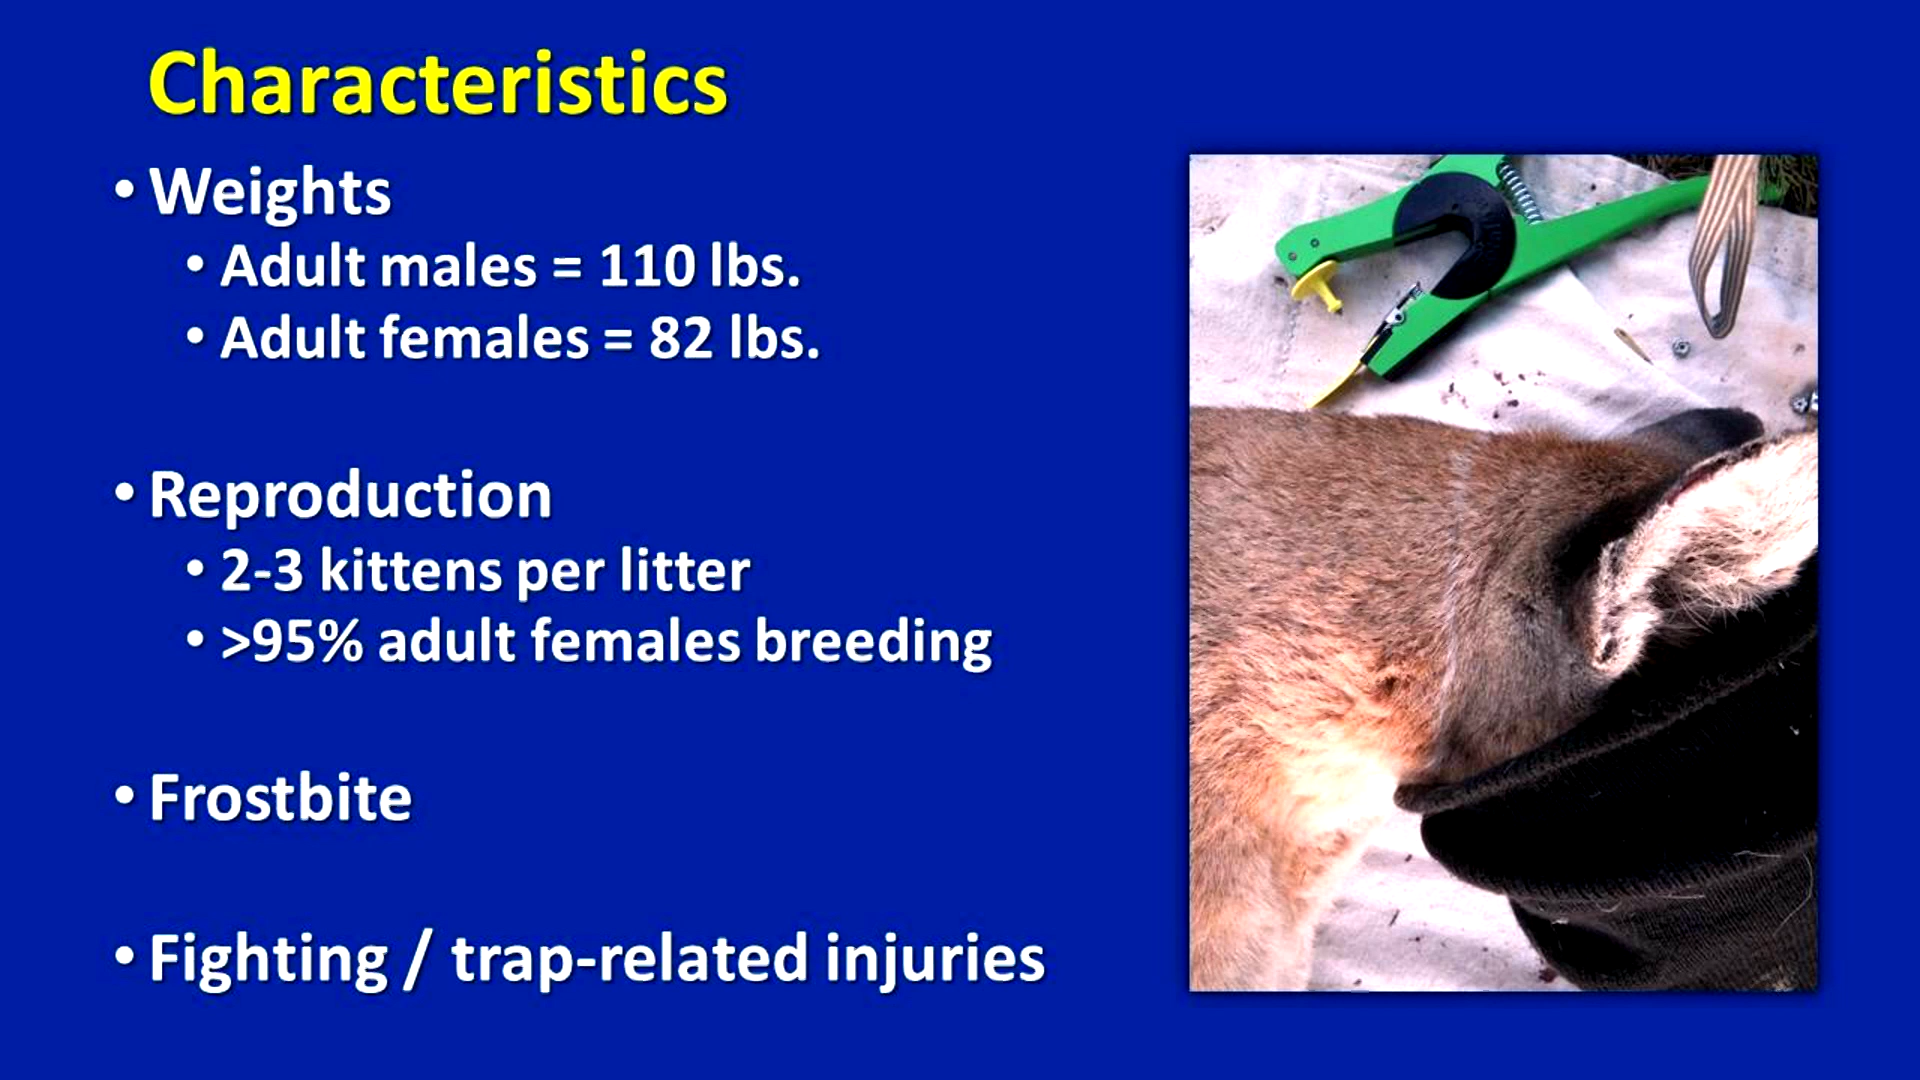 Characteristics
• Weights
• Adult males = 110 lbs.
• Adult females = 82 lbs.
• Reproduction
• 2-3 kittens per litter
• >95% adult females breeding
• Frostbite
• Fighting / trap-related injuries